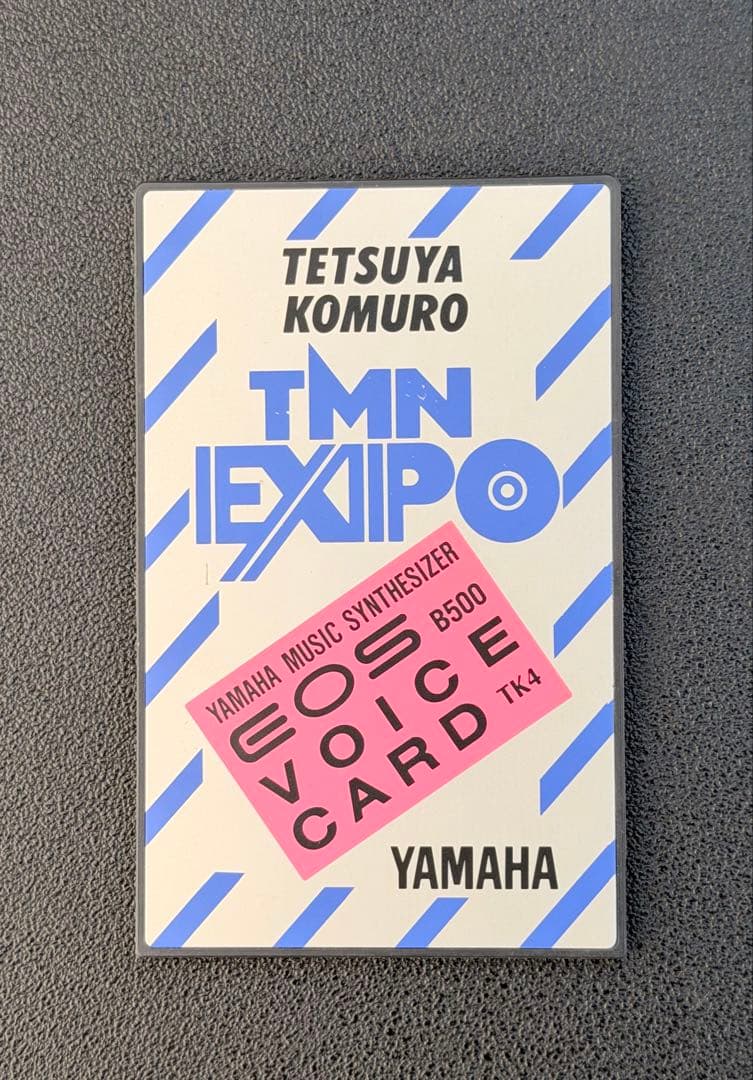 TETSUYA
KOMURO
TMN
EXPO
YAMAHA MUSIC SYNTHESIZER
EOS B500
VOICE
CARD TK4
YAMAHA